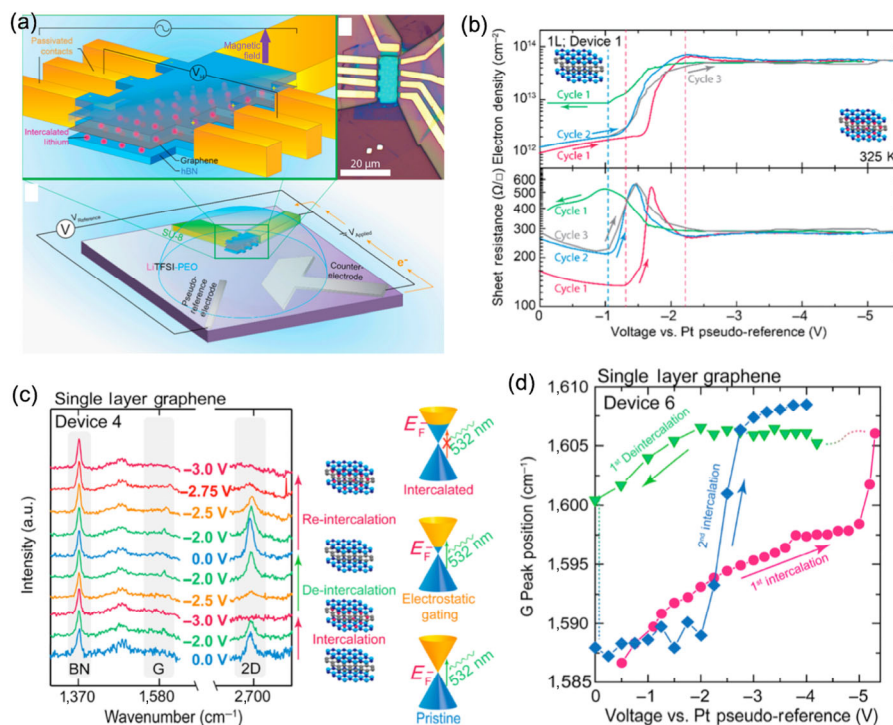 (a)
Passivated
contacts
V
Magnetic
field
Intercalated
lithium
Graphene
hBN
20 μm
V Reference
V
SU-8
V Applied
e⁻
LiTFSI-PEO
Counter-
electrode
Pseudo-
reference
electrode
(b)
1L; Device 1
Electron density (cm⁻²)
10¹⁴
10¹³
10¹²
Cycle 1
Cycle 2
Cycle 1
Cycle 3
325 K
Sheet resistance (Ω/□)
600
500
400
300
200
100
Cycle 1
Cycle 3
Cycle 2
Cycle 1
0 -1 -2 -3 -4 -5
Voltage vs. Pt pseudo-reference (V)
(c)
Single layer graphene
Device 4
Intensity (a.u.)
−3.0 V
−2.75 V
−2.5 V
−2.0 V
0.0 V
−2.0 V
−2.5 V
−3.0 V
−2.0 V
0.0 V
BN G 2D
1,370 1,580 2,700
Wavenumber (cm⁻¹)
Re-intercalation
De-intercalation
Intercalation
E F
532 nm
Intercalated
E F
532 nm
Electrostatic
gating
E F
532 nm
Pristine
(d)
Single layer graphene
Device 6
G Peak position (cm⁻¹)
1,610
1,605
1,600
1,595
1,590
1,585
1st Deintercalation
2nd intercalation
1st intercalation
0 -1 -2 -3 -4 -5
Voltage vs. Pt pseudo-reference (V)